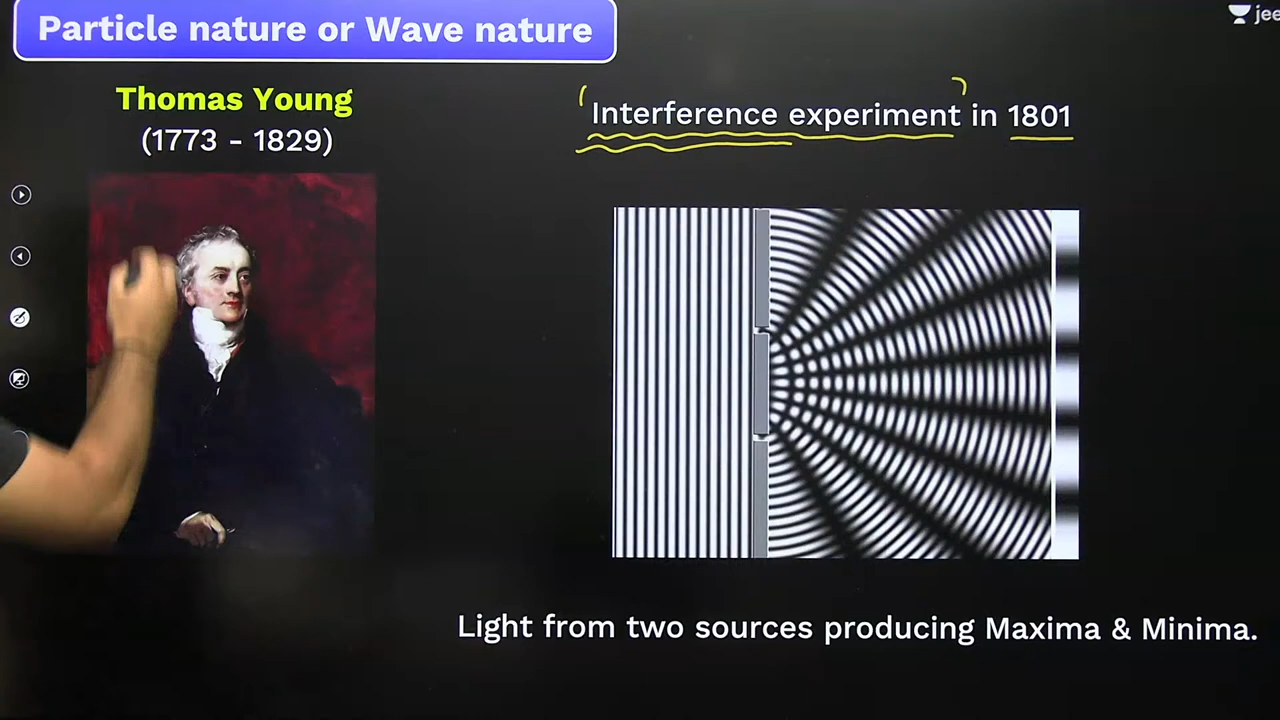 Particle nature or Wave nature
jee
Thomas Young
(1773 - 1829)
Interference experiment in 1801
Light from two sources producing Maxima & Minima.